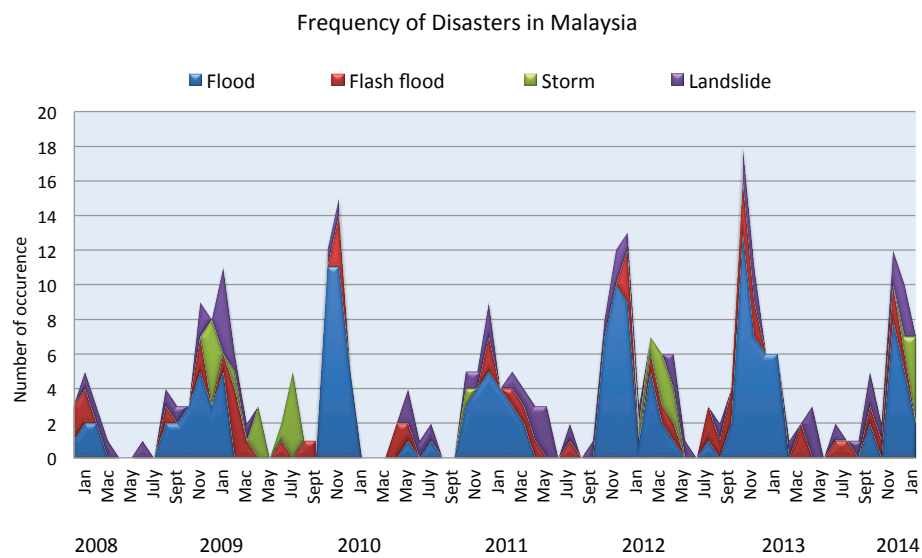 Frequency of Disasters in Malaysia
Flood Flash flood Storm Landslide
Number of occurence
20
18
16
14
12
10
8
6
4
2
0
Jan Mac May July Sept Nov Jan Mac May July Sept Nov Jan Mac May July Sept Nov Jan Mac May July Sept Nov Jan Mac May July Sept Nov Jan Mac May July Sept Nov Jan
2008 2009 2010 2011 2012 2013 2014